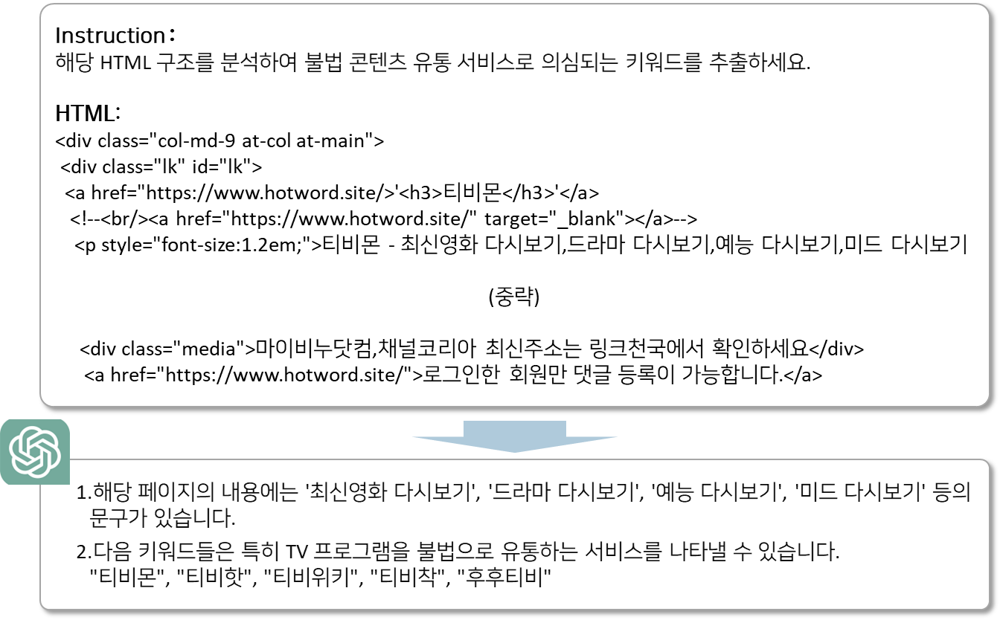 Instruction:
해당 HTML 구조를 분석하여 불법 콘텐츠 유통 서비스로 의심되는 키워드를 추출하세요.
HTML:
<div class="col-md-9 at-col at-main">
<div class="lk" id="lk">
<a href="https://www.hotword.site/>'<h3>티비몬</h3>'</a>
<!--<br/><a href="https://www.hotword.site/" target="_blank"></a>-->
<p style="font-size:1.2em;">티비몬 - 최신영화 다시보기,드라마 다시보기,예능 다시보기,미드 다시보기
(중략)
<div class="media">마이비누닷컴,채널코리아 최신주소는 링크천국에서 확인하세요</div>
<a href="https://www.hotword.site/">로그인한 회원만 댓글 등록이 가능합니다.</a>
1.해당 페이지의 내용에는 '최신영화 다시보기', '드라마 다시보기', '예능 다시보기', '미드 다시보기' 등의
문구가 있습니다.
2.다음 키워드들은 특히 TV 프로그램을 불법으로 유통하는 서비스를 나타낼 수 있습니다.
"티비몬", "티비핫", "티비위키", "티비착", "후후티비"